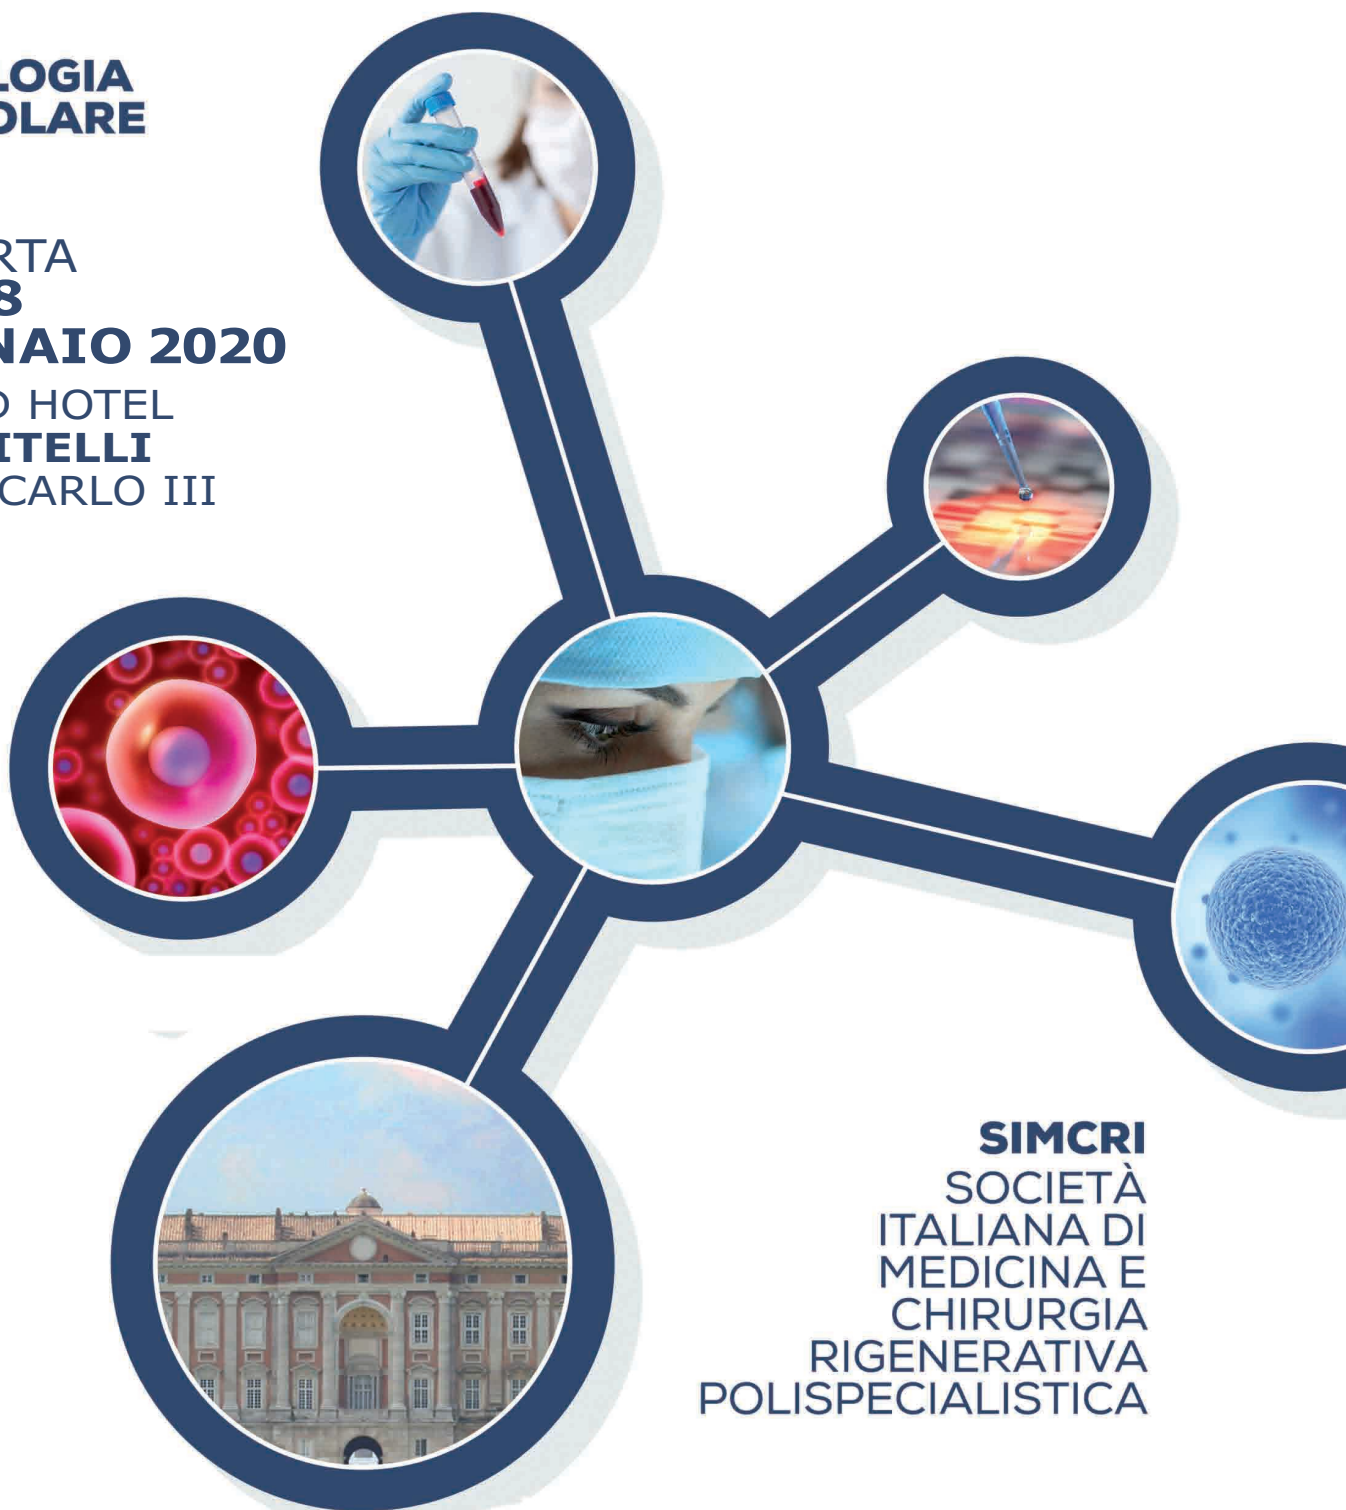 LOGIA
OLARE
RTA
8
NAIO 2020
HOTEL
ITELLI
CARLO III
SIMCRI
SOCIETÀ
ITALIANA DI
MEDICINA E
CHIRURGIA
RIGENERATIVA
POLISPECIALISTICA